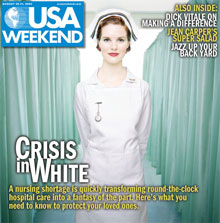 USA
WEEKEND
ALSO INSIDE:
DICK VITALE ON
MAKING A DIFFERENCE
JEAN CARPER'S
SUPER SALAD
JAZZ UP YOUR
BACK YARD
CRISIS
in WHITE
A nursing shortage is quickly transforming round-the-clock
hospital care into a fantasy of the past. Here's what you
need to know to protect your loved ones.